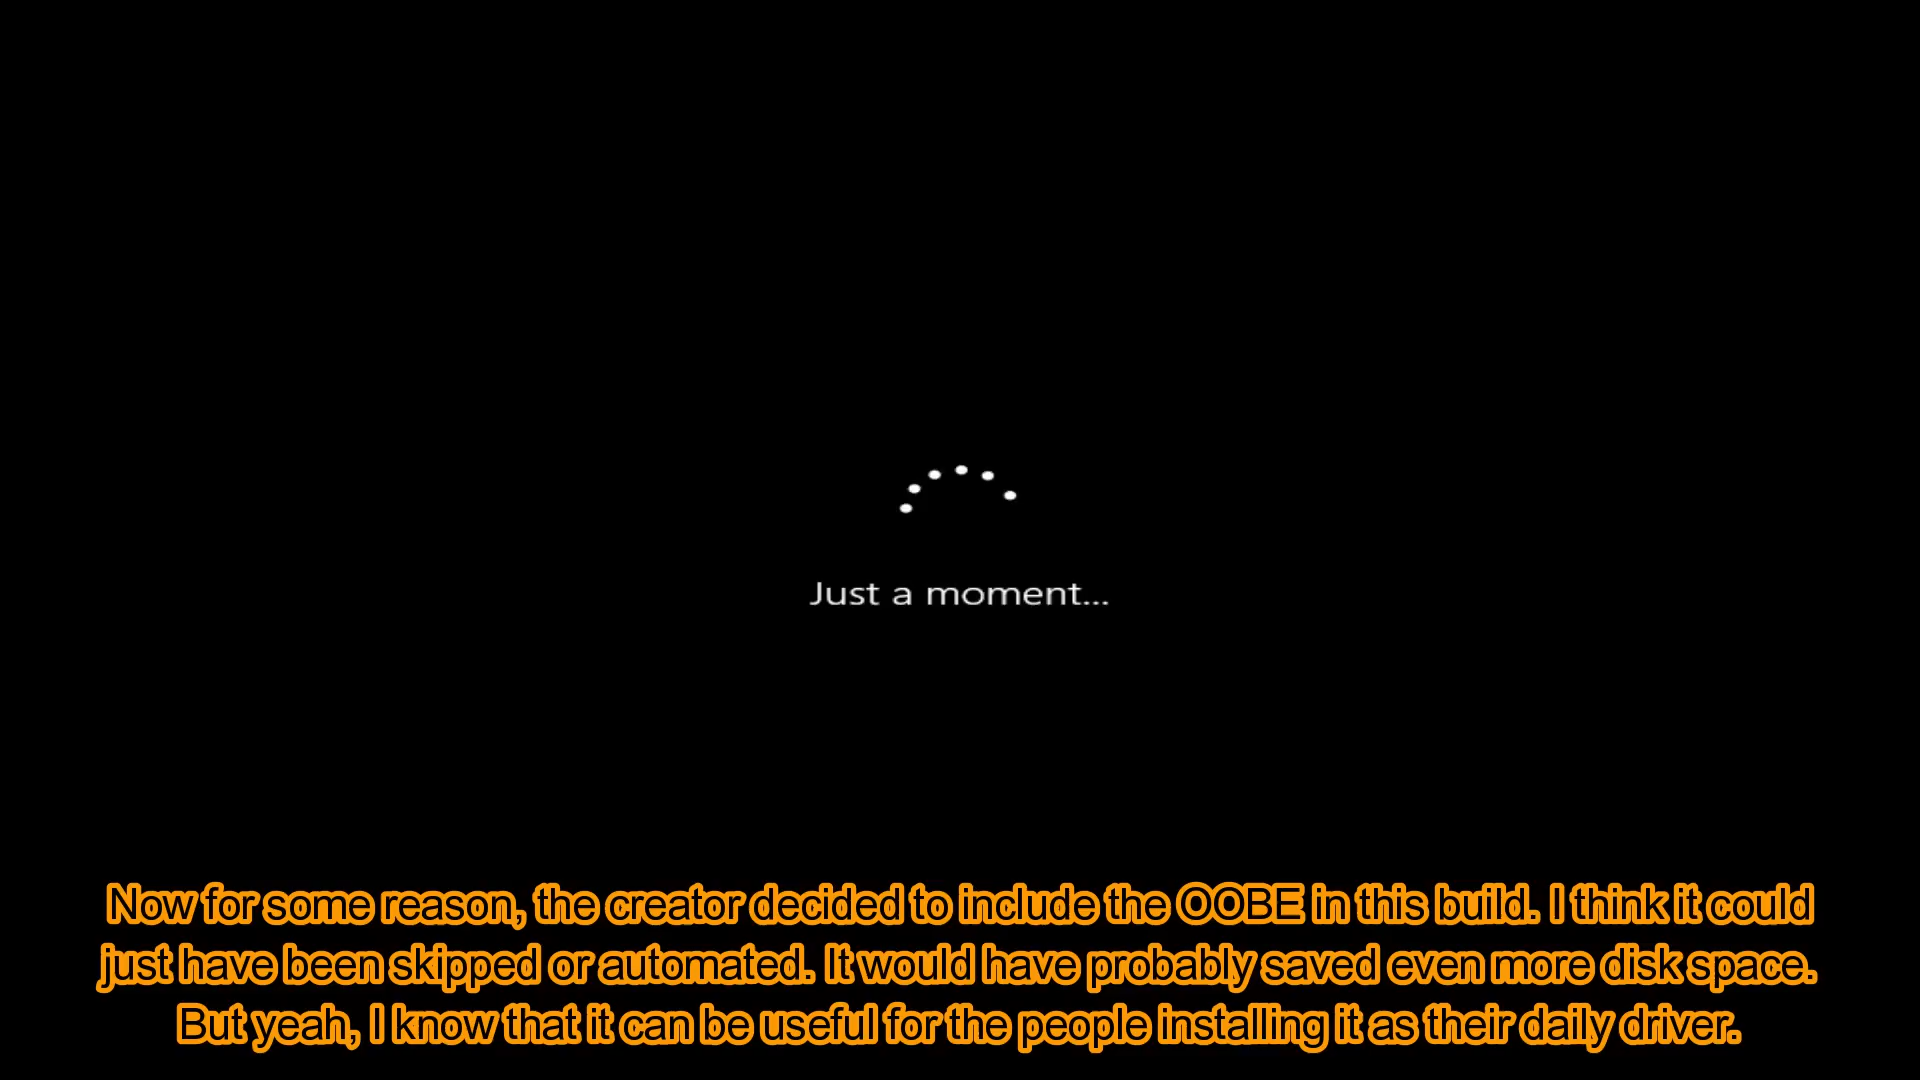 Just a moment...
Now for some reason, the creator decided to include the OOBE in this build. I think it could
just have been skipped or automated. It would have probably saved even more disk space.
But yeah, I know that it can be useful for the people installing it as their daily driver.